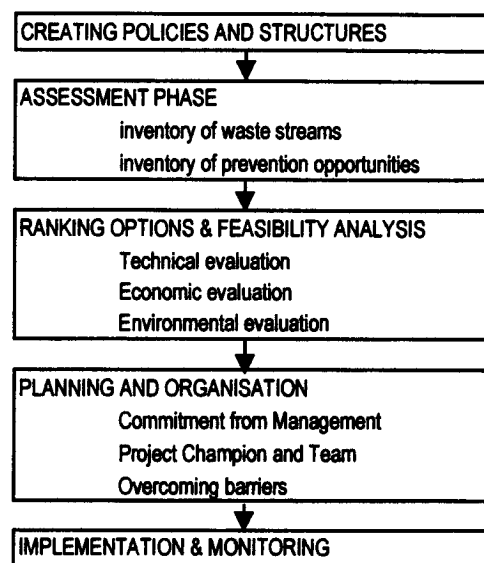 CREATING POLICIES AND STRUCTURES
ASSESSMENT PHASE
inventory of waste streams
inventory of prevention opportunities
RANKING OPTIONS & FEASIBILITY ANALYSIS
Technical evaluation
Economic evaluation
Environmental evaluation
PLANNING AND ORGANISATION
Commitment from Management
Project Champion and Team
Overcoming barriers
IMPLEMENTATION & MONITORING